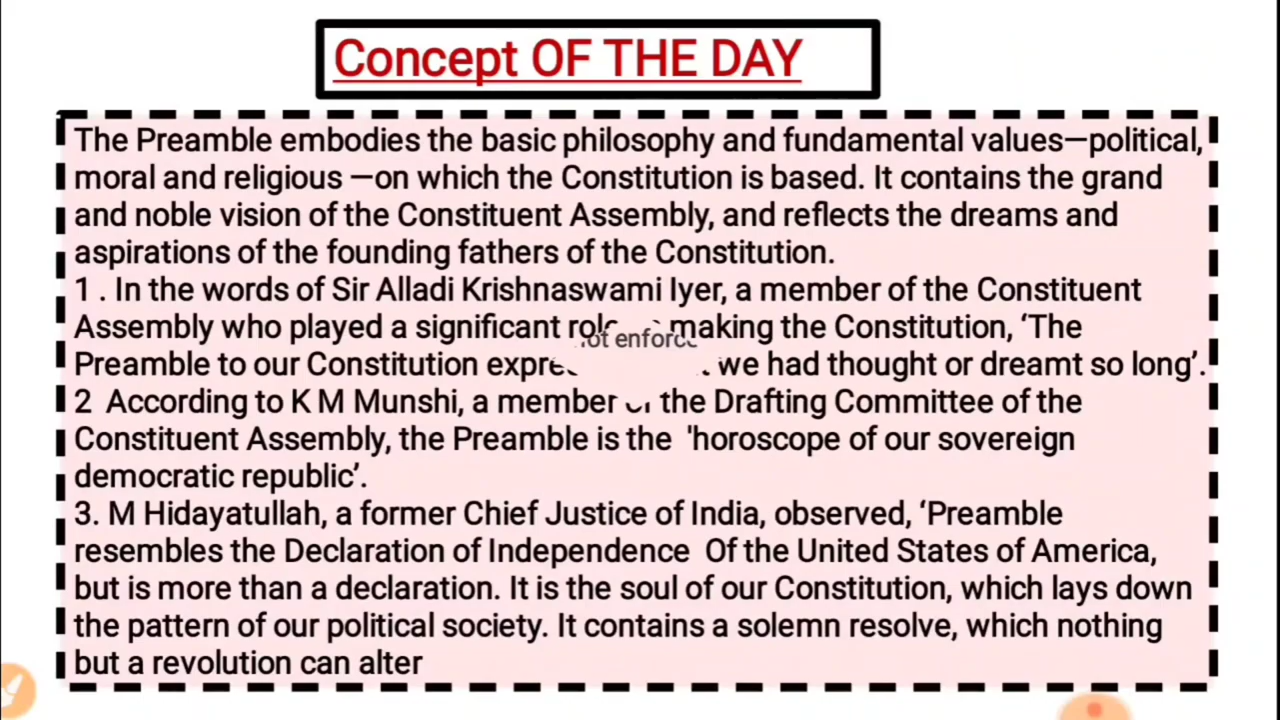 Concept OF THE DAY
The Preamble embodies the basic philosophy and fundamental values—political,
moral and religious —on which the Constitution is based. It contains the grand
and noble vision of the Constituent Assembly, and reflects the dreams and
aspirations of the founding fathers of the Constitution.
1 . In the words of Sir Alladi Krishnaswami Iyer, a member of the Constituent
Assembly who played a significant making the Constitution, ‘The
Preamble to our Constitution we had thought or dreamt so long’.
2 According to K M Munshi, a member the Drafting Committee of the
Constituent Assembly, the Preamble is the 'horoscope of our sovereign
democratic republic’.
3. M Hidayatullah, a former Chief Justice of India, observed, ‘Preamble
resembles the Declaration of Independence Of the United States of America,
but is more than a declaration. It is the soul of our Constitution, which lays down
the pattern of our political society. It contains a solemn resolve, which nothing
but a revolution can alter